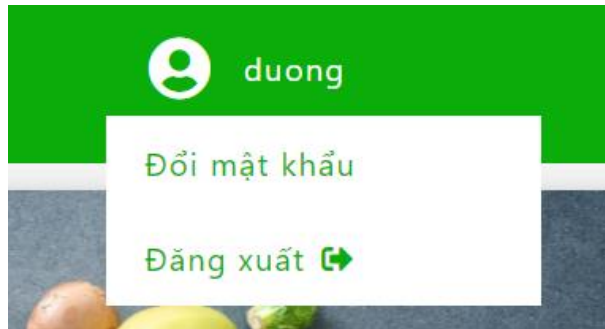 duong
Đổi mật khẩu
Đăng xuất